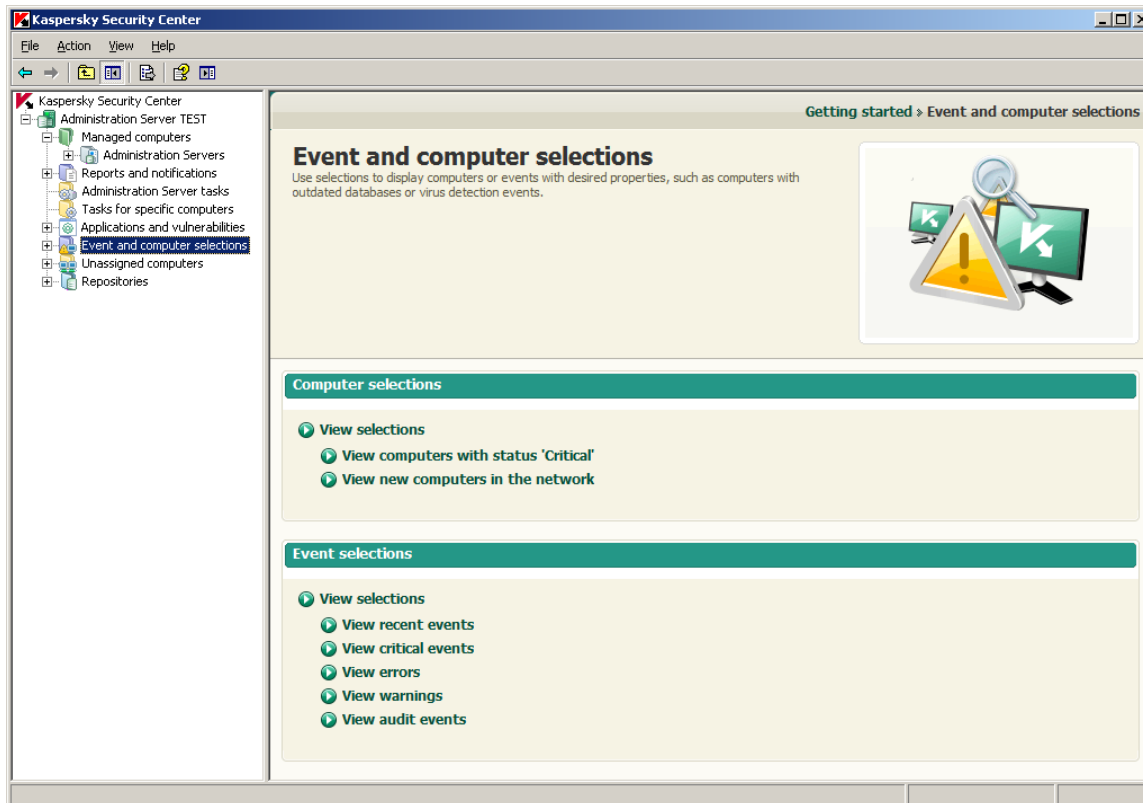 Kaspersky Security Center
File Action View Help
Kaspersky Security Center
Administration Server TEST
Managed computers
Administration Servers
Reports and notifications
Administration Server tasks
Tasks for specific computers
Applications and vulnerabilities
Event and computer selections
Unassigned computers
Repositories
Getting started » Event and computer selections
Event and computer selections
Use selections to display computers or events with desired properties, such as computers with
outdated databases or virus detection events.
Computer selections
View selections
View computers with status 'Critical'
View new computers in the network
Event selections
View selections
View recent events
View critical events
View errors
View warnings
View audit events